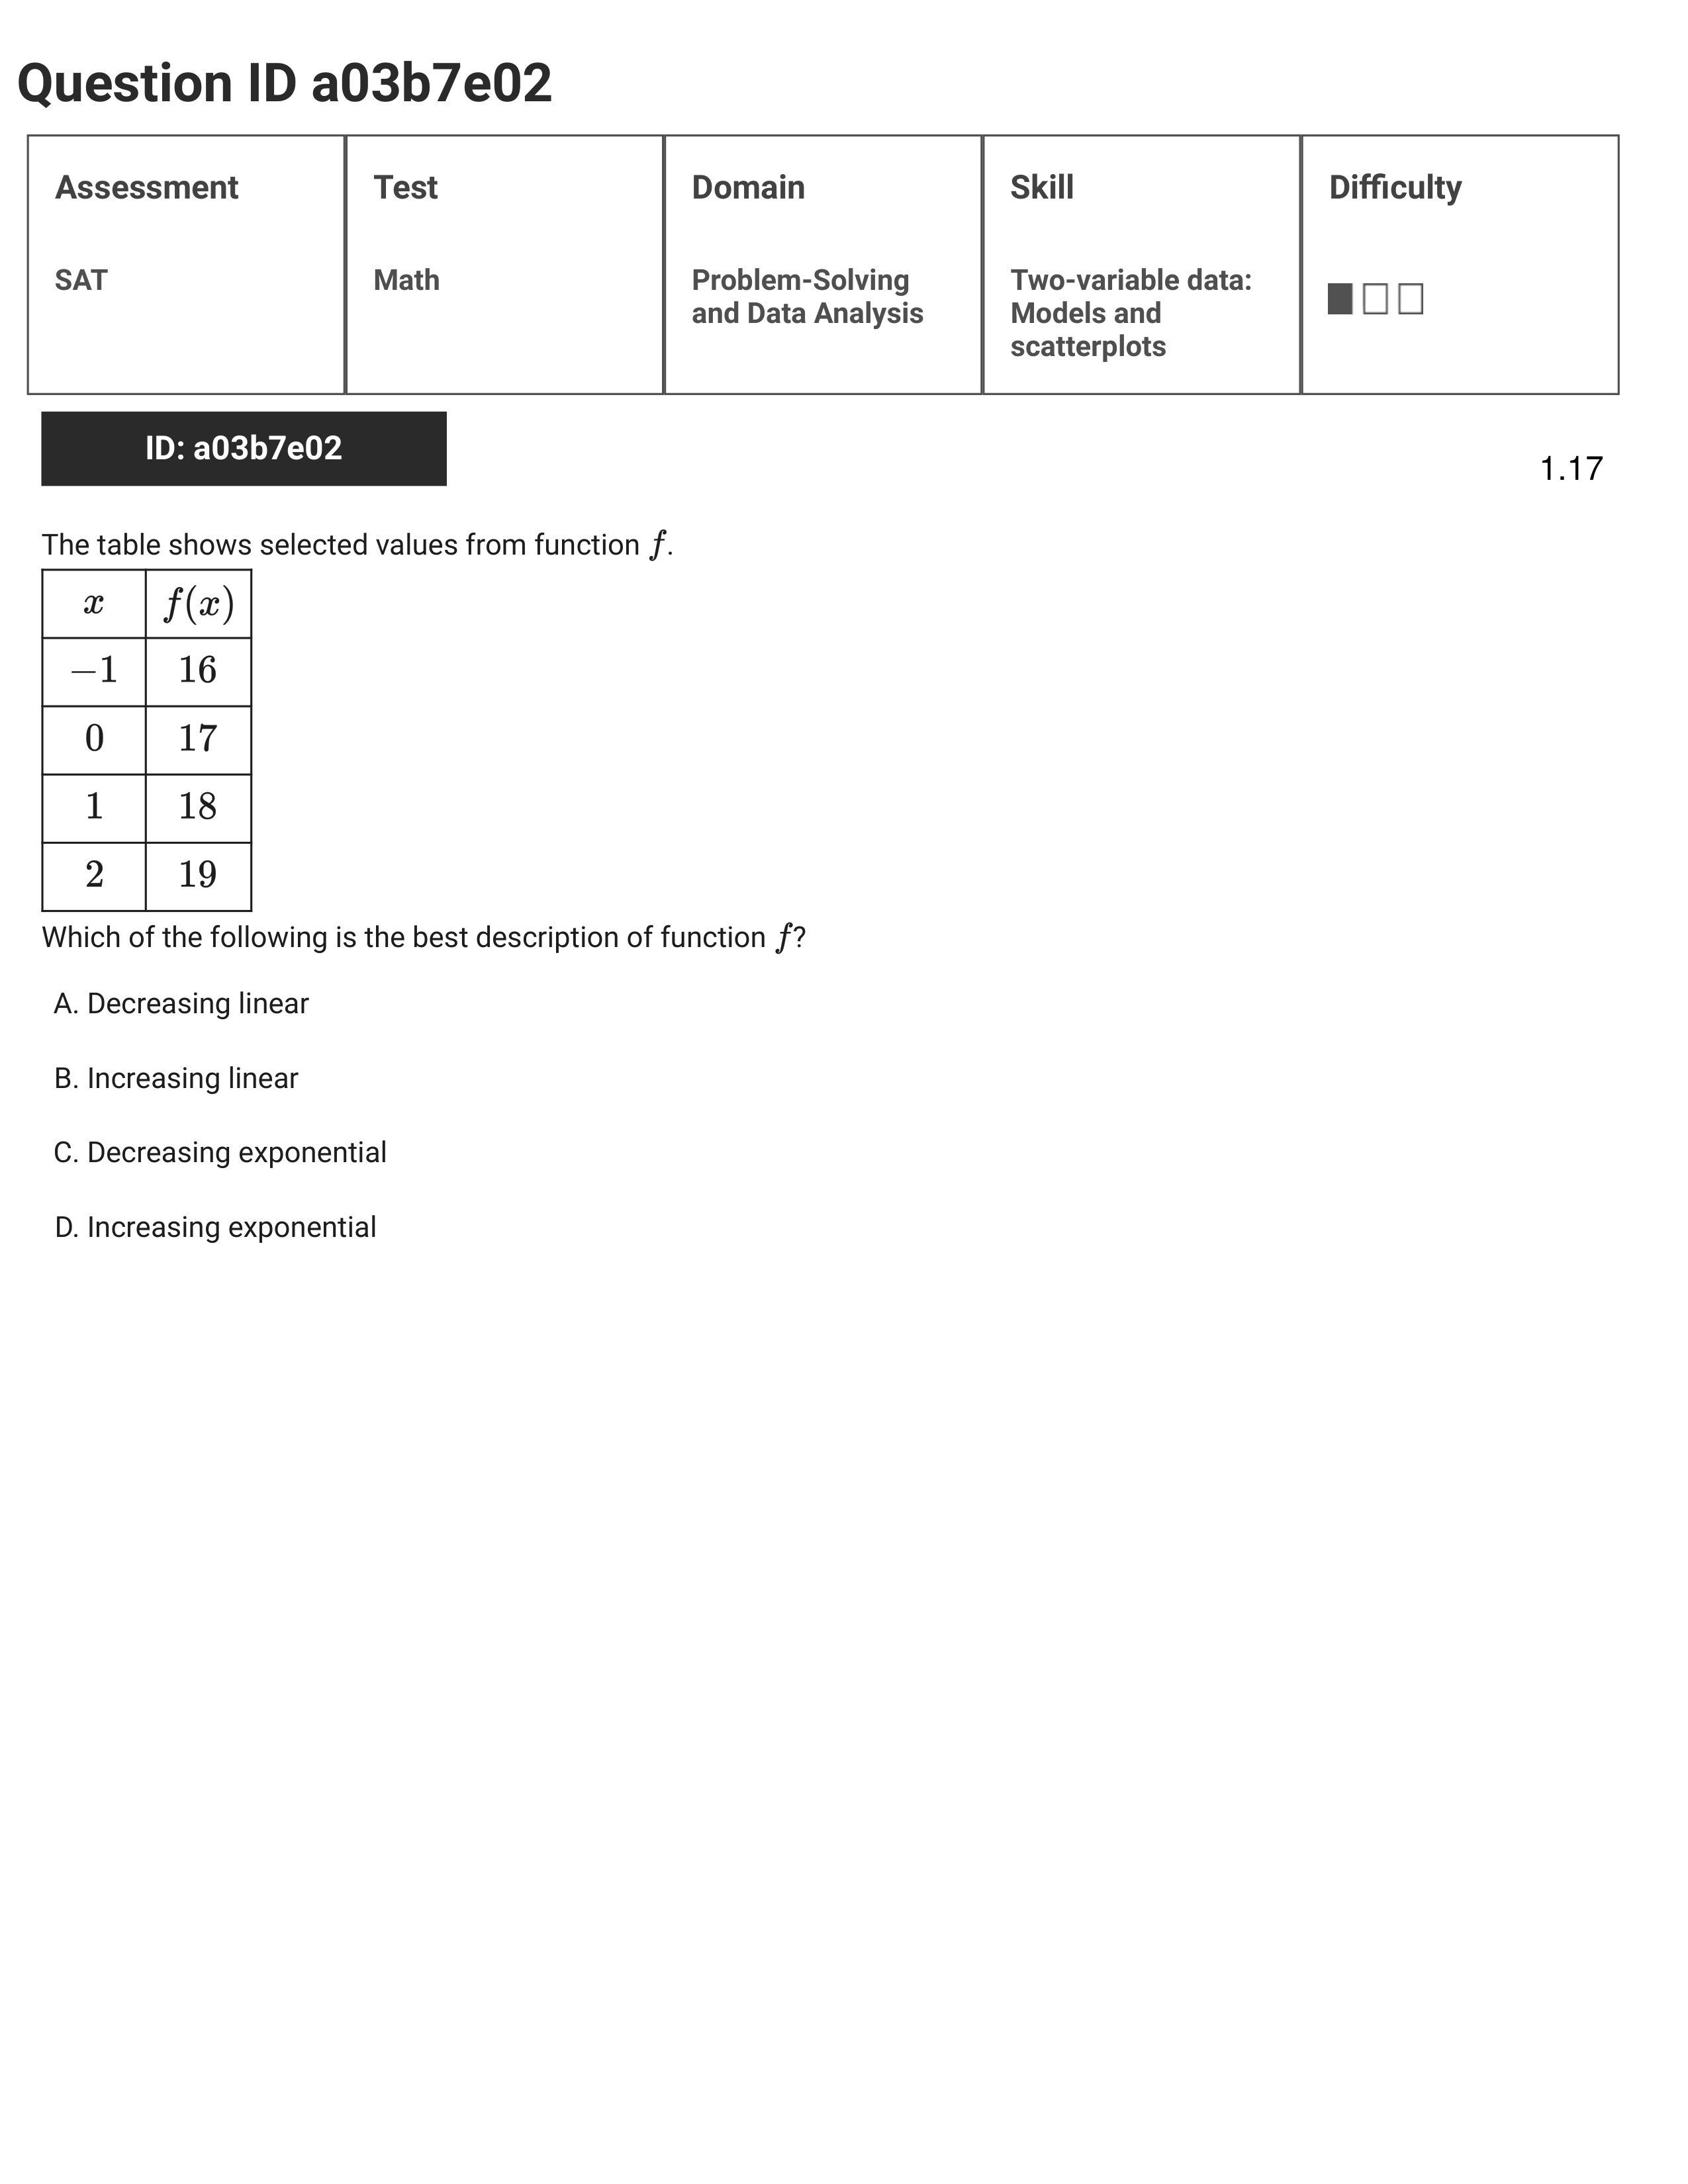 Question ID a03b7e02
Assessment Test Domain Skill Difficulty
SAT Math Problem-Solving and Data Analysis Two-variable data: Models and scatterplots
ID: a03b7e02
1.17
The table shows selected values from function f.
x f(x)
−1 16
0 17
1 18
2 19
Which of the following is the best description of function f?
A. Decreasing linear
B. Increasing linear
C. Decreasing exponential
D. Increasing exponential